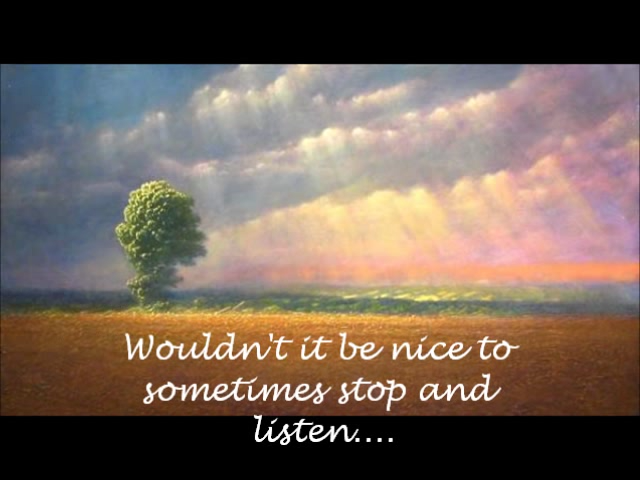 Wouldn't it be nice to
sometimes stop and
listen....